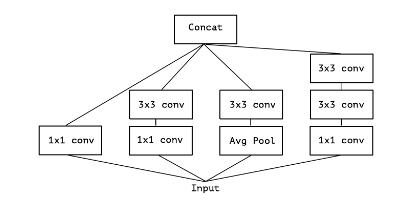 Concat
3x3 conv
3x3 conv
3x3 conv
3x3 conv
1x1 conv
1x1 conv
Avg Pool
1x1 conv
Input